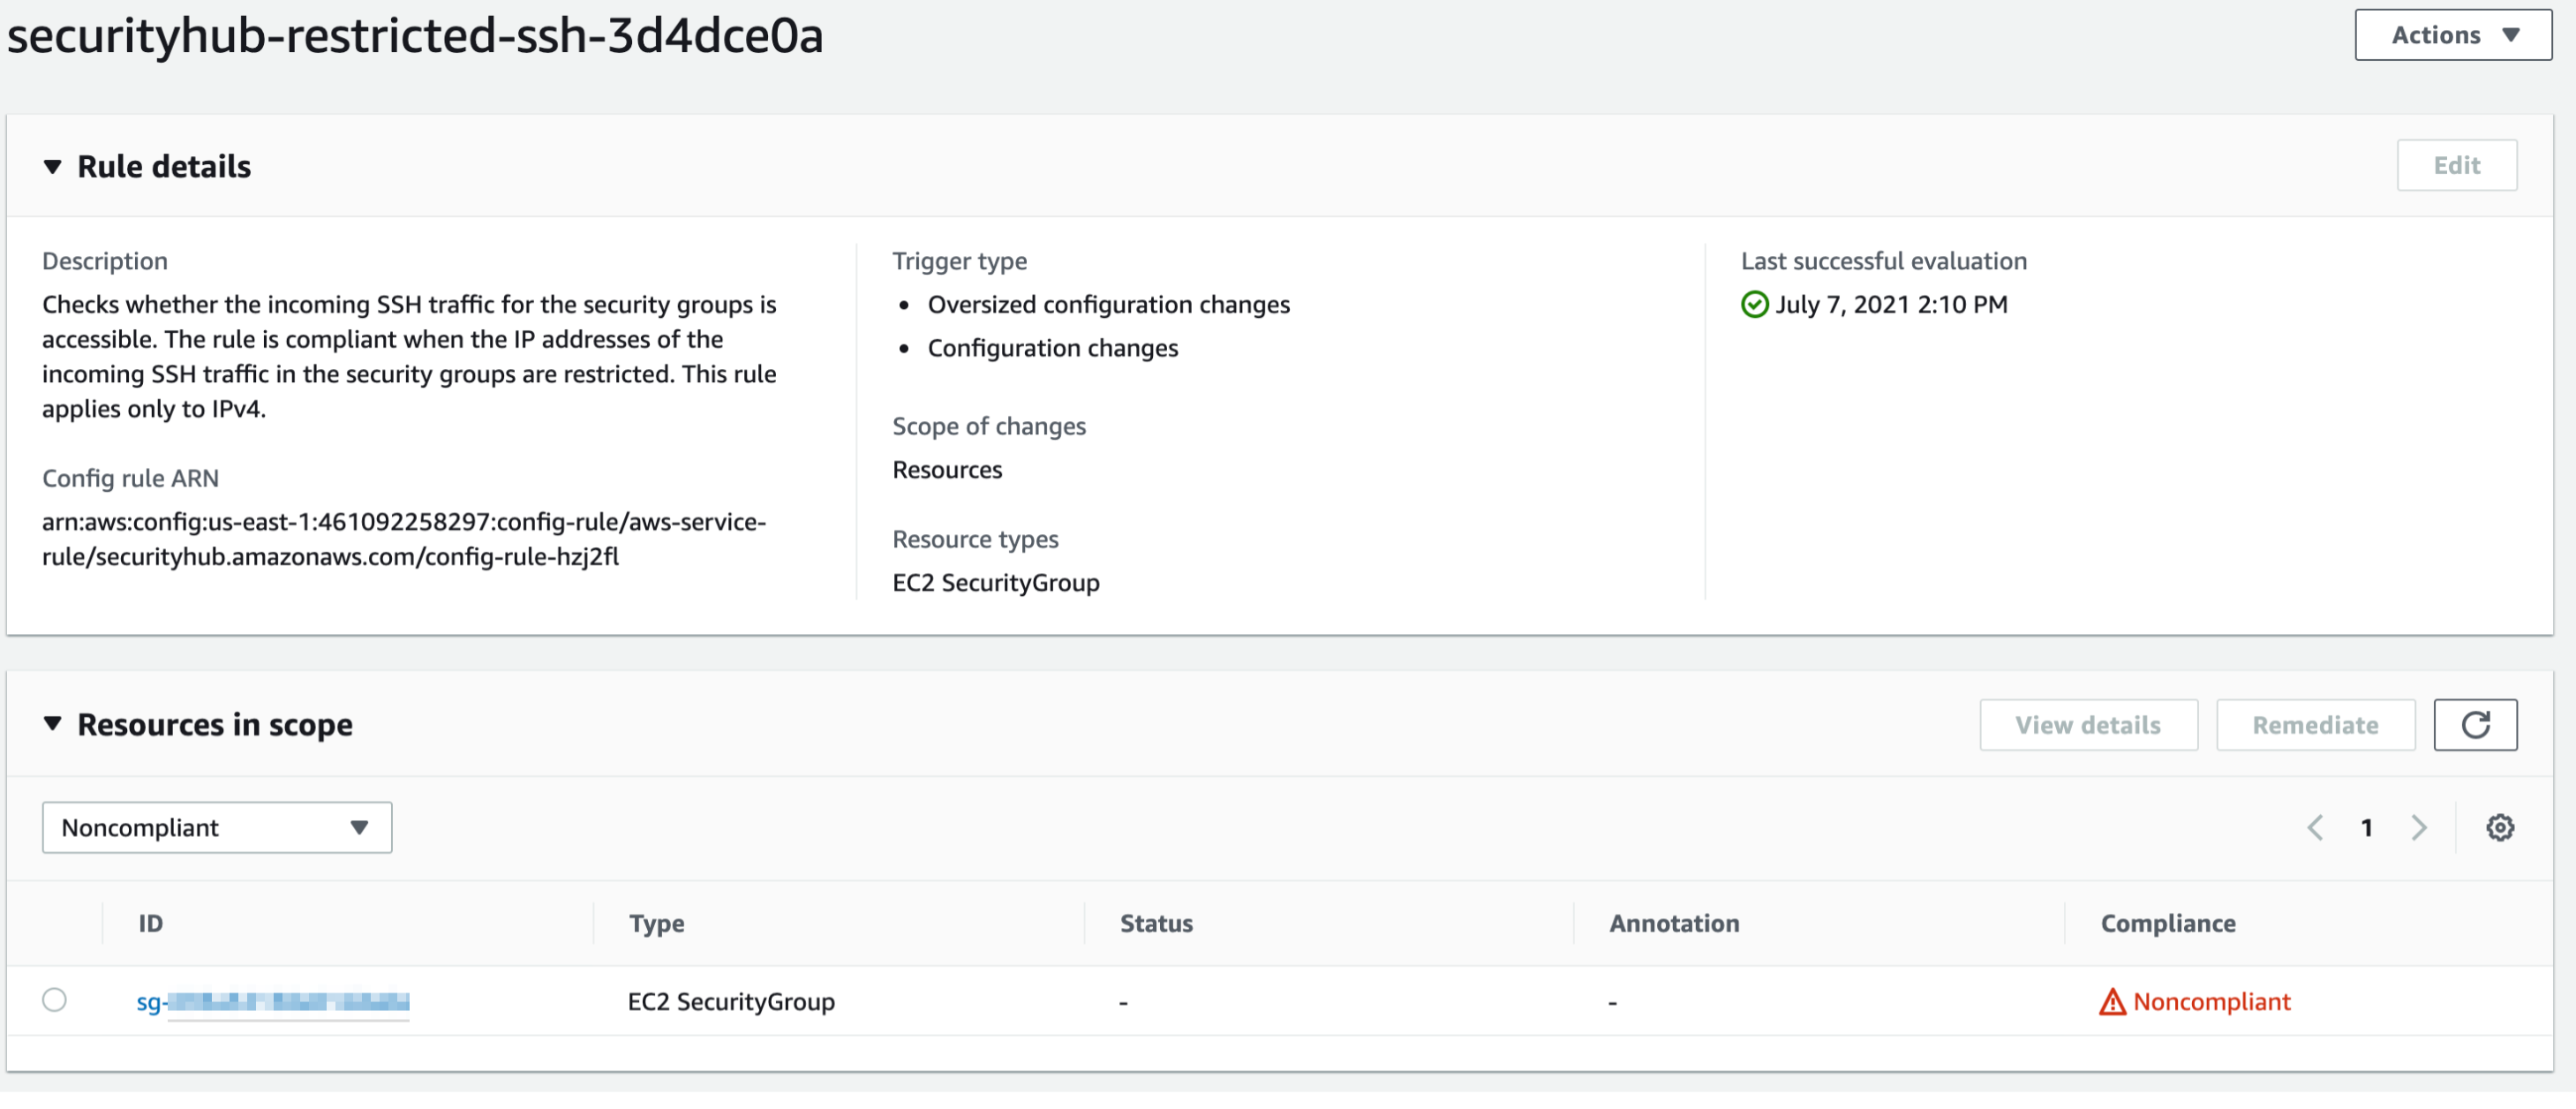 securityhub-restricted-ssh-3d4dce0a
Actions
Rule details
Edit
Description
Checks whether the incoming SSH traffic for the security groups is
accessible. The rule is compliant when the IP addresses of the
incoming SSH traffic in the security groups are restricted. This rule
applies only to IPv4.
Config rule ARN
arn:aws:config:us-east-1:461092258297:config-rule/aws-service-
rule/securityhub.amazonaws.com/config-rule-hzj2fl
Trigger type
• Oversized configuration changes
• Configuration changes
Scope of changes
Resources
Resource types
EC2 SecurityGroup
Last successful evaluation
July 7, 2021 2:10 PM
Resources in scope
View details
Remediate
Noncompliant
1
ID Type Status Annotation Compliance
sg- EC2 SecurityGroup - - Noncompliant